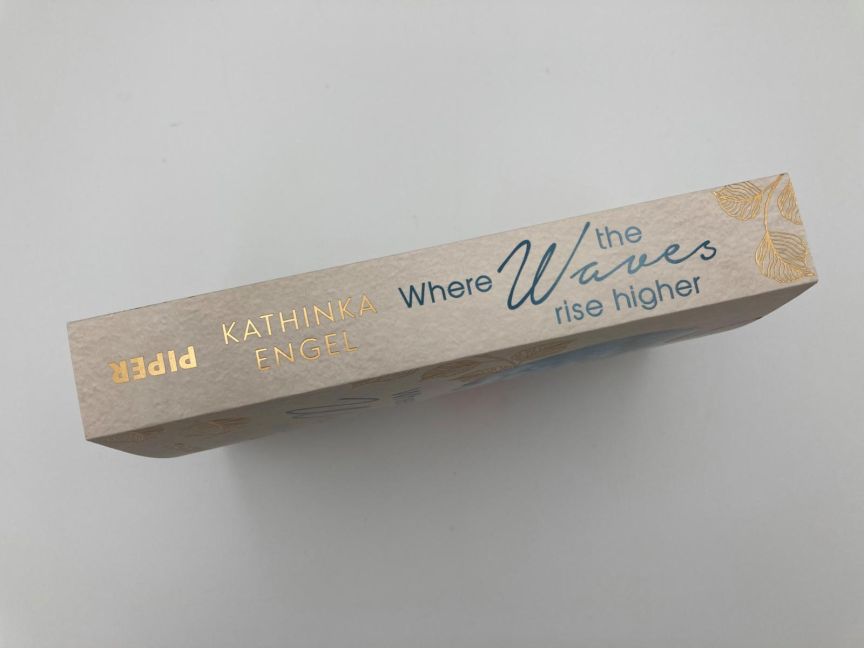 PIPER
KATHINKA
ENGEL
Where the
Waves
rise higher